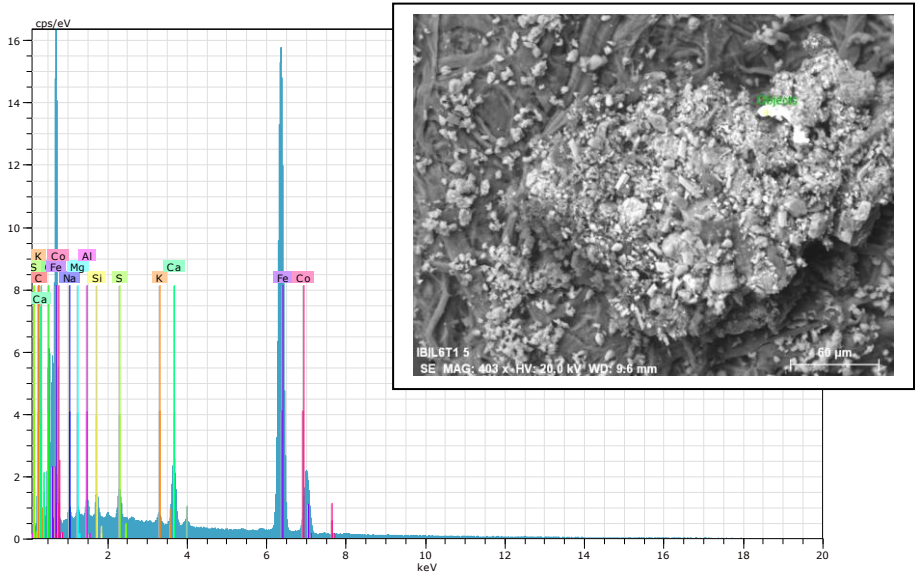 cps/eV
16
14
12
10
8
6
4
2
0
K Co Al
S Fe Mg Ca
C Na Si S K Fe Co
Ca
2 4 6 8 10 12 14 16 18 20
keV
IBIL6T1 5
SE MAG: 403 x HV: 20.0 kV WD: 9.6 mm
60 µm